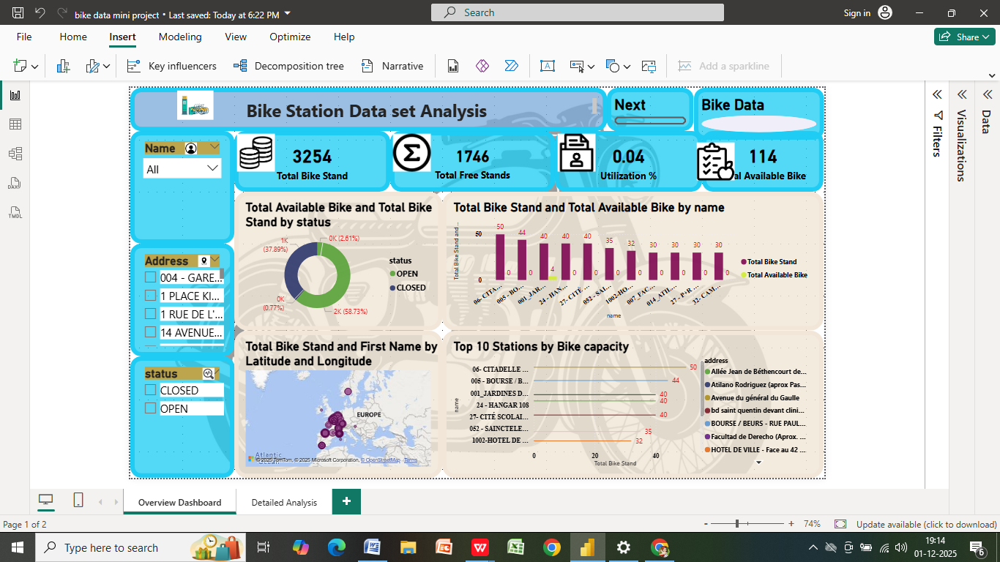 bike data mini project • Last saved: Today at 6:22 PM
Search
Sign in
File Home Insert Modeling View Optimize Help
Share
Key influencers Decomposition tree Narrative
Add a sparkline
Bike Station Data set Analysis
Next
Bike Data
Name
All
3254
Total Bike Stand
1746
Total Free Stands
0.04
Utilization %
114
al Available Bike
Address
004 - GARE...
1 PLACE KI...
1 RUE DE L'...
14 AVENUE...
status
CLOSED
OPEN
Total Available Bike and Total Bike
Stand by status
1K
(37.89%)
0K (2.61%)
0K
(0.77%)
2K (58.73%)
status
OPEN
CLOSED
Total Bike Stand and Total Available Bike by name
Total Bike Stand and...
50
0
50 44 40 40 40 35 32 30 30 30 30
0 0 4 0 0 0 0 0 0 0 0
06- CITA...
005 - BO...
001_JAR...
24 - HAN...
27- CITÉ ...
052 - SAI...
1002-HO...
007_FAC...
014_ATIL...
27 - P+R ...
32- CAM...
name
Total Bike Stand
Total Available Bike
Total Bike Stand and First Name by
Latitude and Longitude
EUROPE
Atlantic
Ocean
© 2025 TomTom, © 2025 Microsoft Corporation, © OpenStreetMap Terms
Top 10 Stations by Bike capacity
name
06- CITADELLE ...
005 - BOURSE / B...
001_JARDINES D...
24 - HANGAR 108
27- CITÉ SCOLAI...
052 - SAINCTELE...
1002-HOTEL DE ...
50
44
40
40
40
35
32
0 20 40
Total Bike Stand
address
Allée Jean de Béthencourt de...
Atilano Rodriguez (aprox Pas...
Avenue du général du Gaulle
bd saint quentin devant clini...
BOURSE / BEURS - RUE PAUL...
Facultad de Derecho (Aprox. ...
HOTEL DE VILLE - Face au 42 ...
Filters
Visualizations
Data
DAX
TMDL
Overview Dashboard
Detailed Analysis
Page 1 of 2
74%
Update available (click to download)
Type here to search
19:14
01-12-2025
6